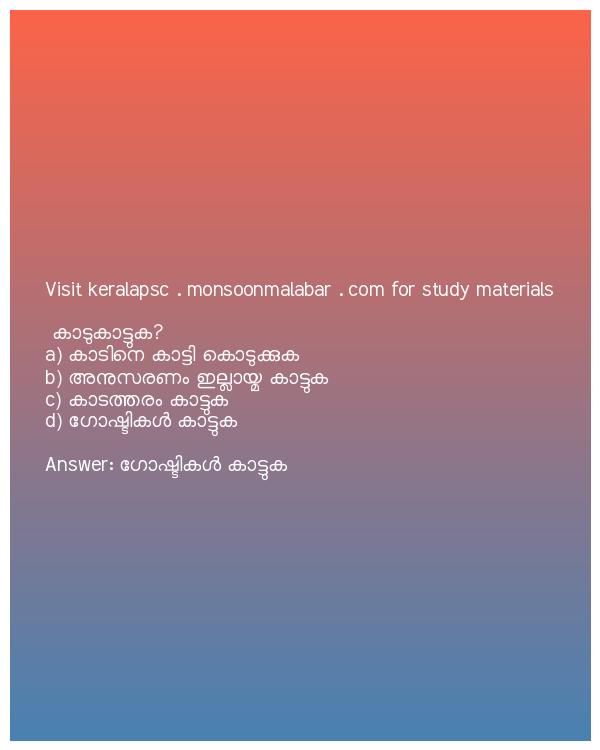 Visit keralapsc . monsoonmalabar . com for study materials
കാടുകാട്ടുക?
a) കാടിനെ കാട്ടി കൊടുക്കുക
b) അനുസരണം ഇല്ലായ്മ കാട്ടുക
c) കാടത്തരം കാട്ടുക
d) ഗോഷ്ടികൾ കാട്ടുക
Answer: ഗോഷ്ടികൾ കാട്ടുക